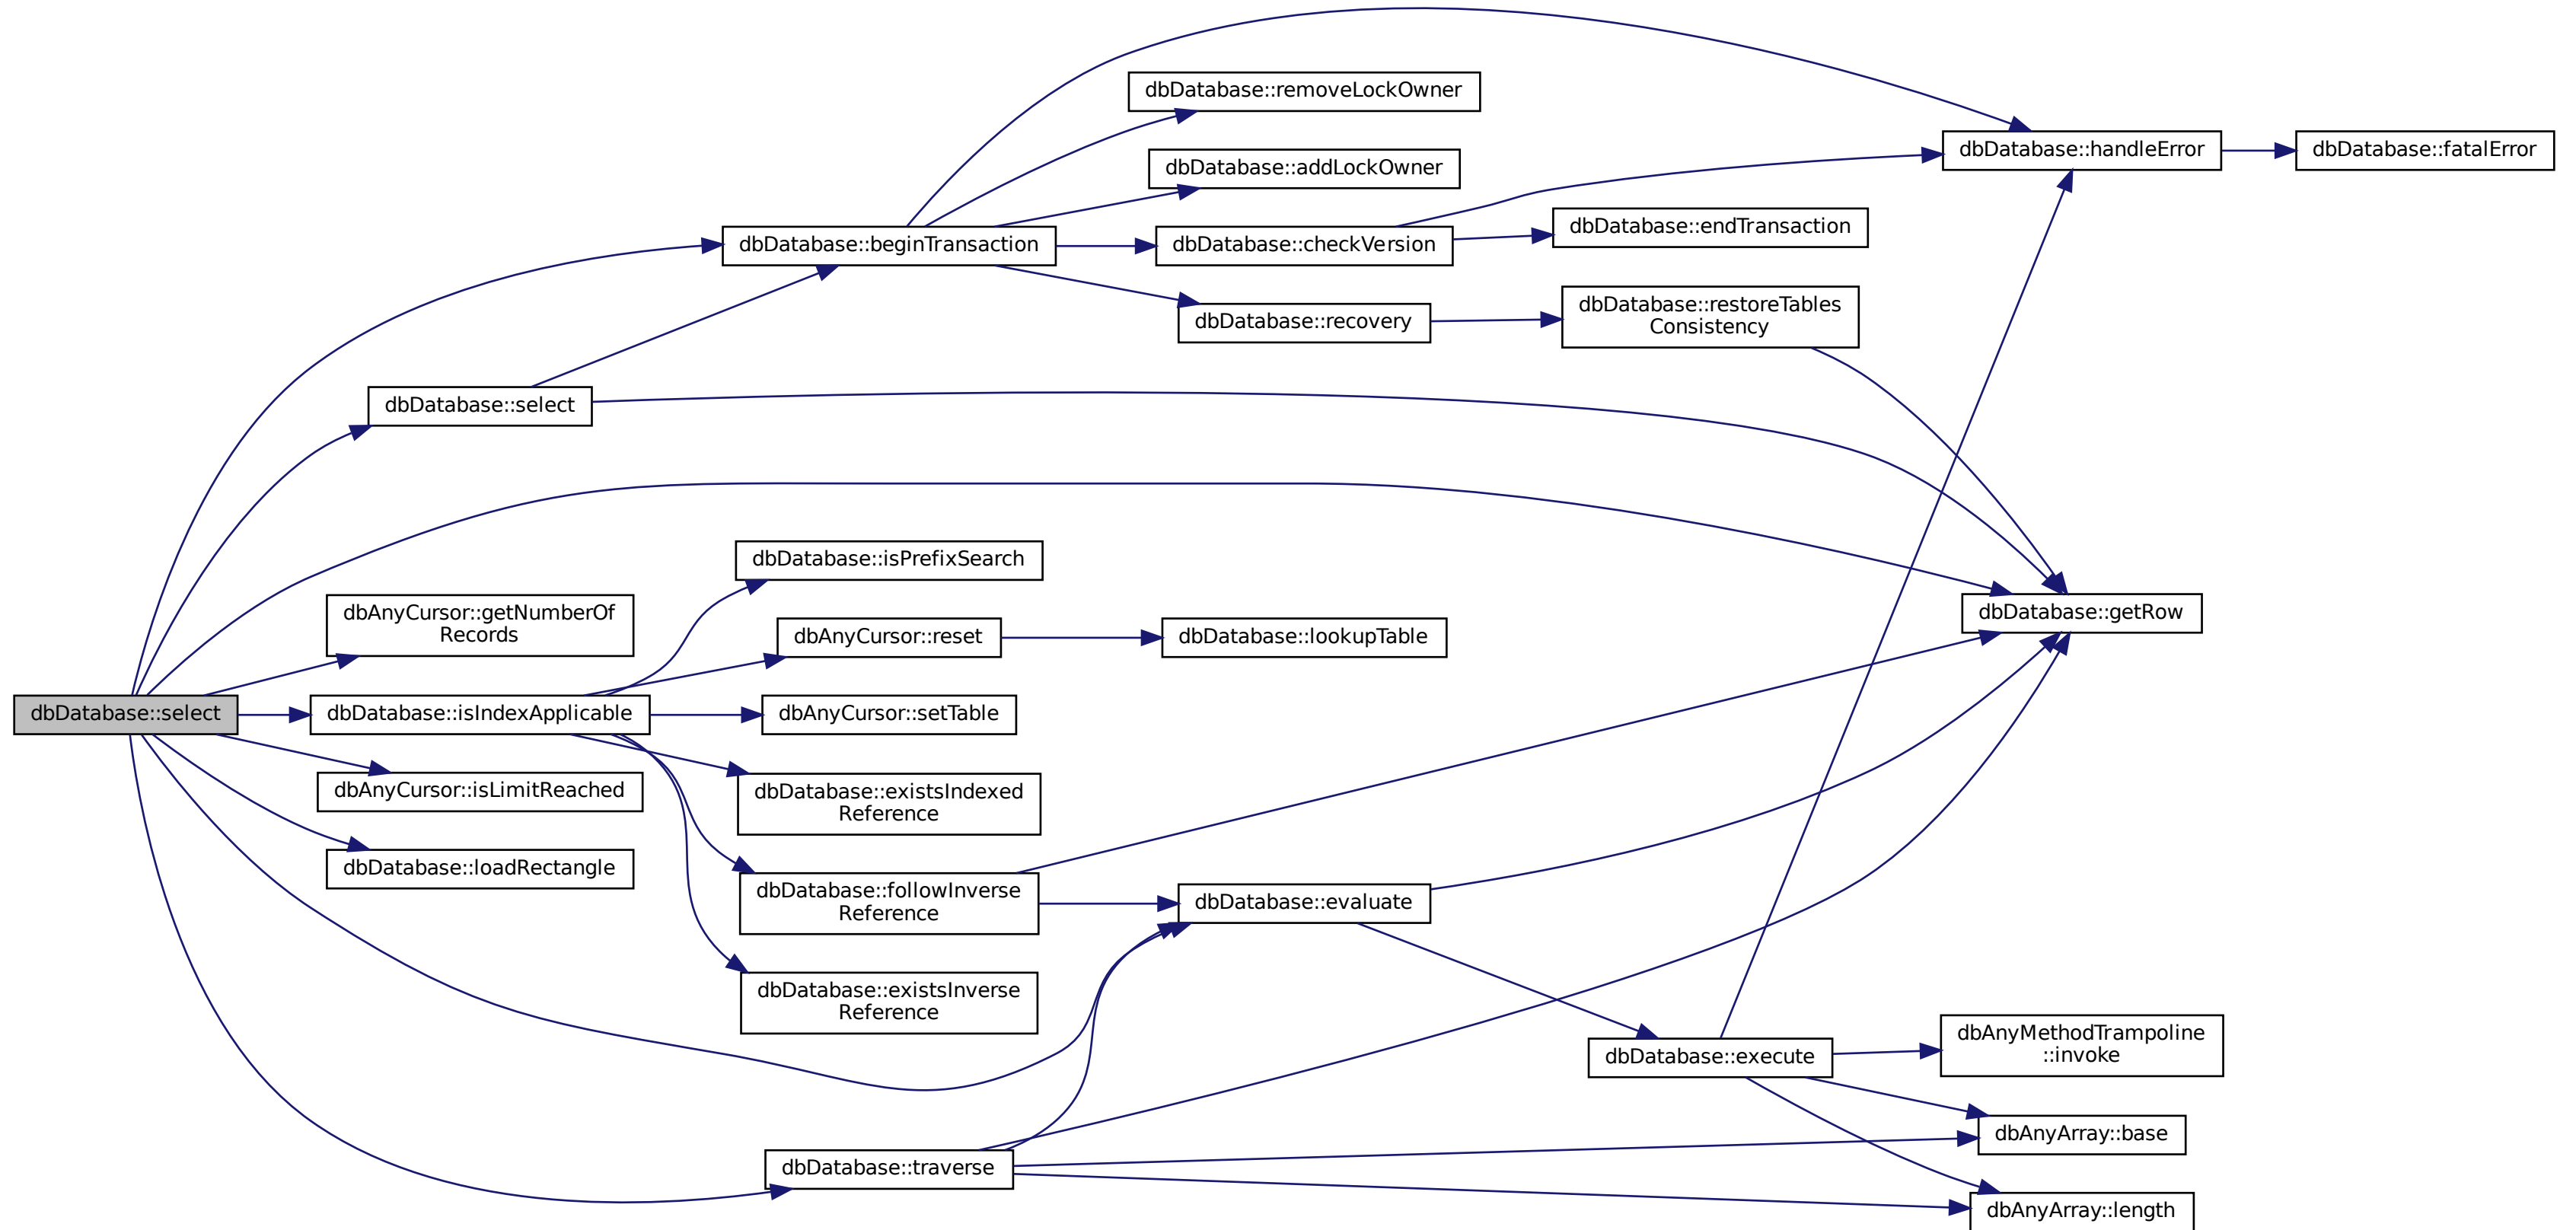 dbDatabase::removeLockOwner
dbDatabase::handleError
dbDatabase::fatalError
dbDatabase::addLockOwner
dbDatabase::endTransaction
dbDatabase::beginTransaction
dbDatabase::checkVersion
dbDatabase::restoreTables
Consistency
dbDatabase::recovery
dbDatabase::select
dbDatabase::isPrefixSearch
dbAnyCursor::getNumberOf
Records
dbDatabase::getRow
dbAnyCursor::reset
dbDatabase::lookupTable
dbDatabase::select
dbDatabase::isIndexApplicable
dbAnyCursor::setTable
dbAnyCursor::isLimitReached
dbDatabase::existsIndexed
Reference
dbDatabase::loadRectangle
dbDatabase::followInverse
Reference
dbDatabase::evaluate
dbDatabase::existsInverse
Reference
dbDatabase::execute
dbAnyMethodTrampoline
::invoke
dbAnyArray::base
dbDatabase::traverse
dbAnyArray::length